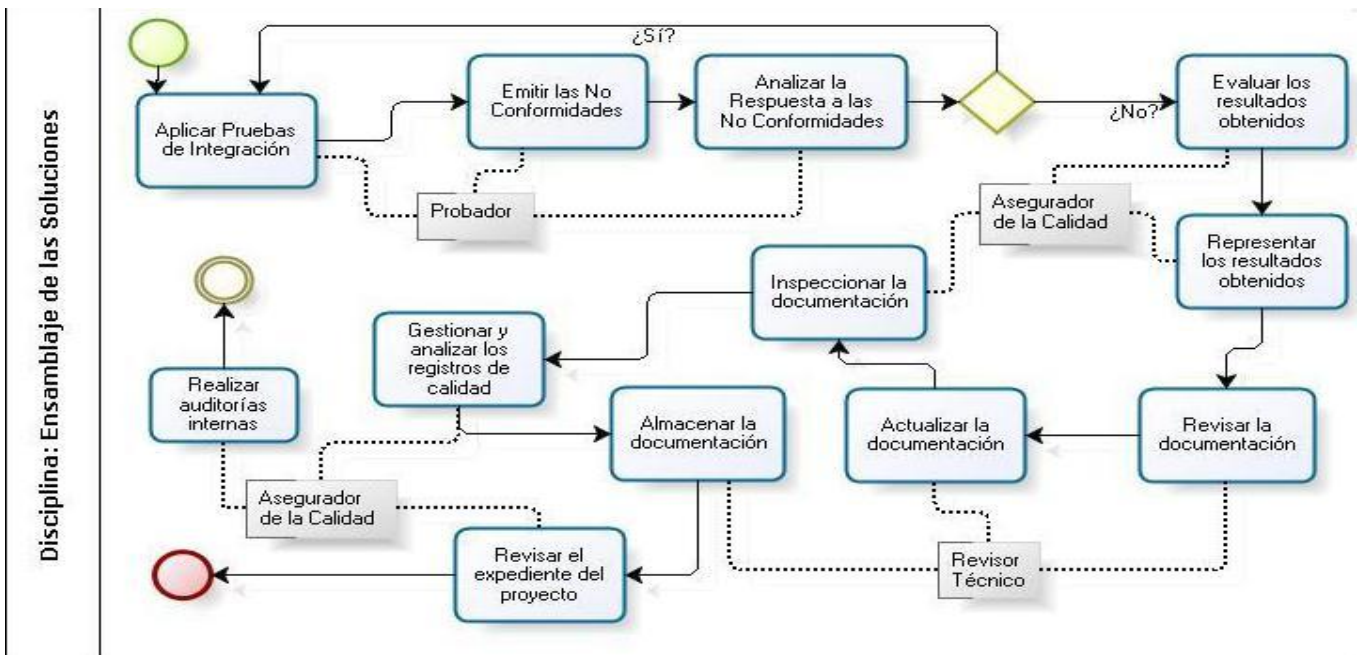 Disciplina: Ensamblaje de las Soluciones
¿Sí?
Aplicar Pruebas
de Integración
Emitir las No
Conformidades
Analizar la
Respuesta a las
No Conformidades
¿No?
Evaluar los
resultados
obtenidos
Probador
Asegurador
de la Calidad
Representar
los resultados
obtenidos
Inspeccionar la
documentación
Gestionar y
analizar los
registros de
calidad
Realizar
auditorías
internas
Almacenar la
documentación
Actualizar la
documentación
Revisar la
documentación
Asegurador
de la Calidad
Revisar el
expediente del
proyecto
Revisor
Técnico